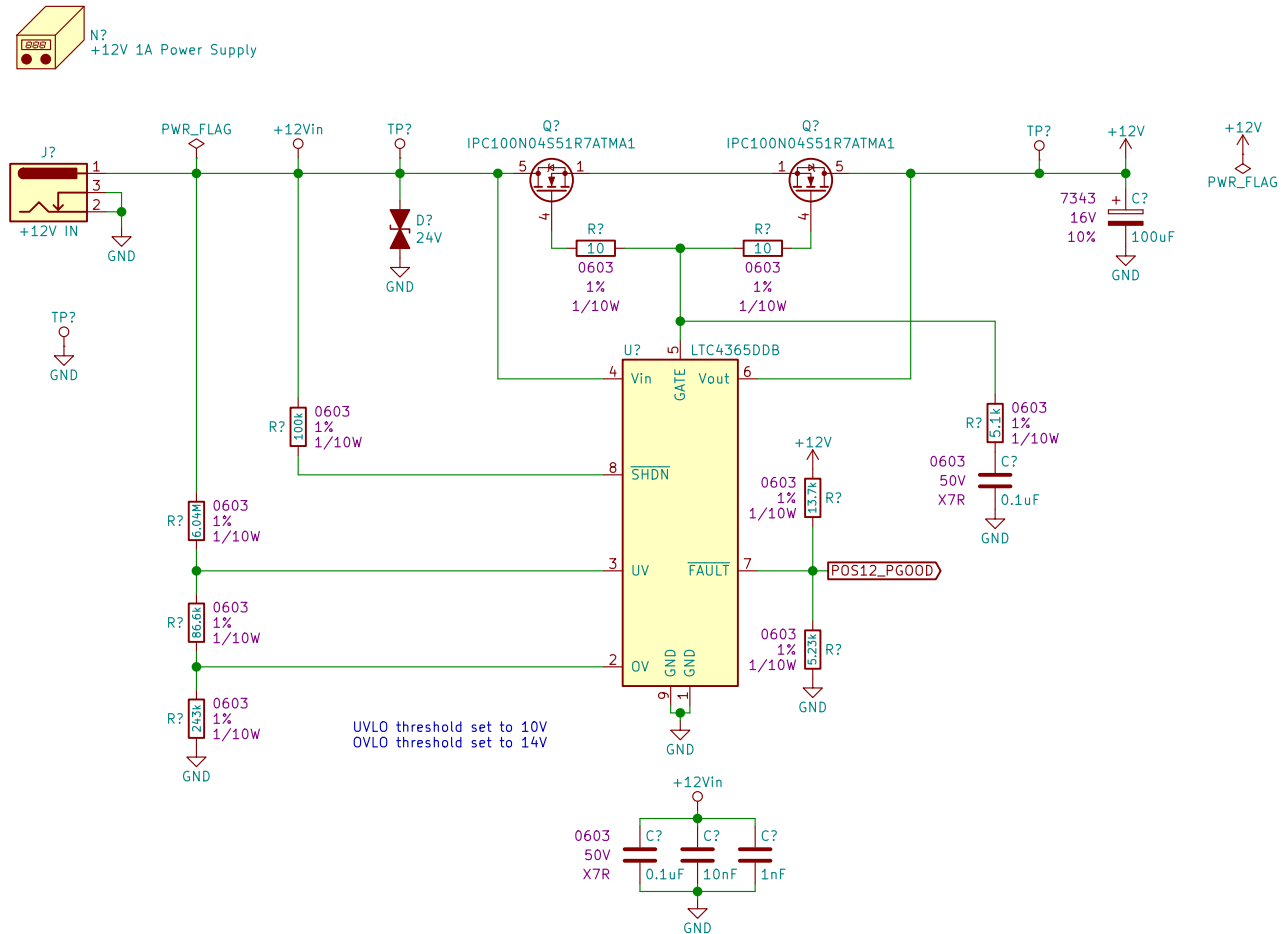 N?
+12V 1A Power Supply
PWR_FLAG
+12Vin
TP?
Q?
IPC100N04S51R7ATMA1
Q?
IPC100N04S51R7ATMA1
TP?
+12V
+12V
PWR_FLAG
J?
1
3
2
+12V IN
GND
5
1
4
1
5
4
D?
24V
GND
R?
10
0603
1%
1/10W
R?
10
0603
1%
1/10W
7343
16V
10%
C?
100uF
GND
TP?
GND
U?
LTC4365DDB
5
GATE
4
Vin
Vout
6
8
SHDN
3
UV
FAULT
7
2
OV
GND
GND
9
1
GND
R?
100k
0603
1%
1/10W
R?
5.1k
0603
1%
1/10W
0603
50V
X7R
C?
0.1uF
GND
+12V
0603
1%
1/10W
13.7k
R?
POS12_PGOOD
0603
1%
1/10W
5.23k
R?
GND
R?
6.04M
0603
1%
1/10W
R?
86.6k
0603
1%
1/10W
R?
243k
0603
1%
1/10W
GND
UVLO threshold set to 10V
OVLO threshold set to 14V
+12Vin
0603
50V
X7R
C?
0.1uF
C?
10nF
C?
1nF
GND